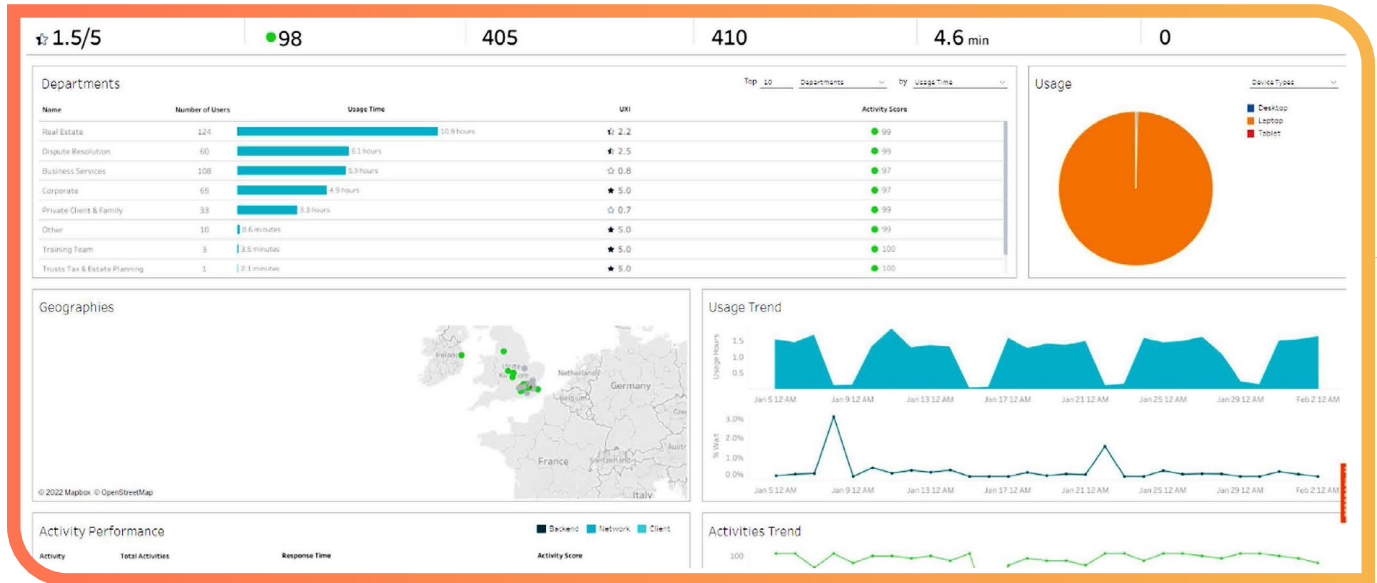 1.5/5 98 405 410 4.6 min 0
Departments Top 10 Departments by Usage Time
Name Number of Users Usage Time UXI Activity Score
Real Estate 124 10.9 hours 2.2 99
Dispute Resolution 60 6.1 hours 2.5 99
Business Services 108 5.9 hours 0.8 97
Corporate 65 4.9 hours 5.0 97
Private Client & Family 33 3.3 hours 0.7 99
Other 10 8.6 minutes 5.0 99
Training Team 3 3.6 minutes 5.0 100
Trusts Tax & Estate Planning 1 2.1 minutes 5.0 100
Usage Device Types
Desktop
Laptop
Tablet
Geographies
Ireland
United
Kingdom
Netherlands
Germany
Belgium
France
Switzerland
Italy
© 2022 Mapbox © OpenStreetMap
Usage Trend
Usage Hours
1.5
1.0
0.5
Jan 5 12 AM Jan 9 12 AM Jan 13 12 AM Jan 17 12 AM Jan 21 12 AM Jan 25 12 AM Jan 29 12 AM Feb 2 12 AM
% Wait
3.0%
2.0%
1.0%
0.0%
Jan 5 12 AM Jan 9 12 AM Jan 13 12 AM Jan 17 12 AM Jan 21 12 AM Jan 25 12 AM Jan 29 12 AM Feb 2 12 AM
Activity Performance Backend Network Client
Activity Total Activities Response Time Activity Score
Activities Trend
100